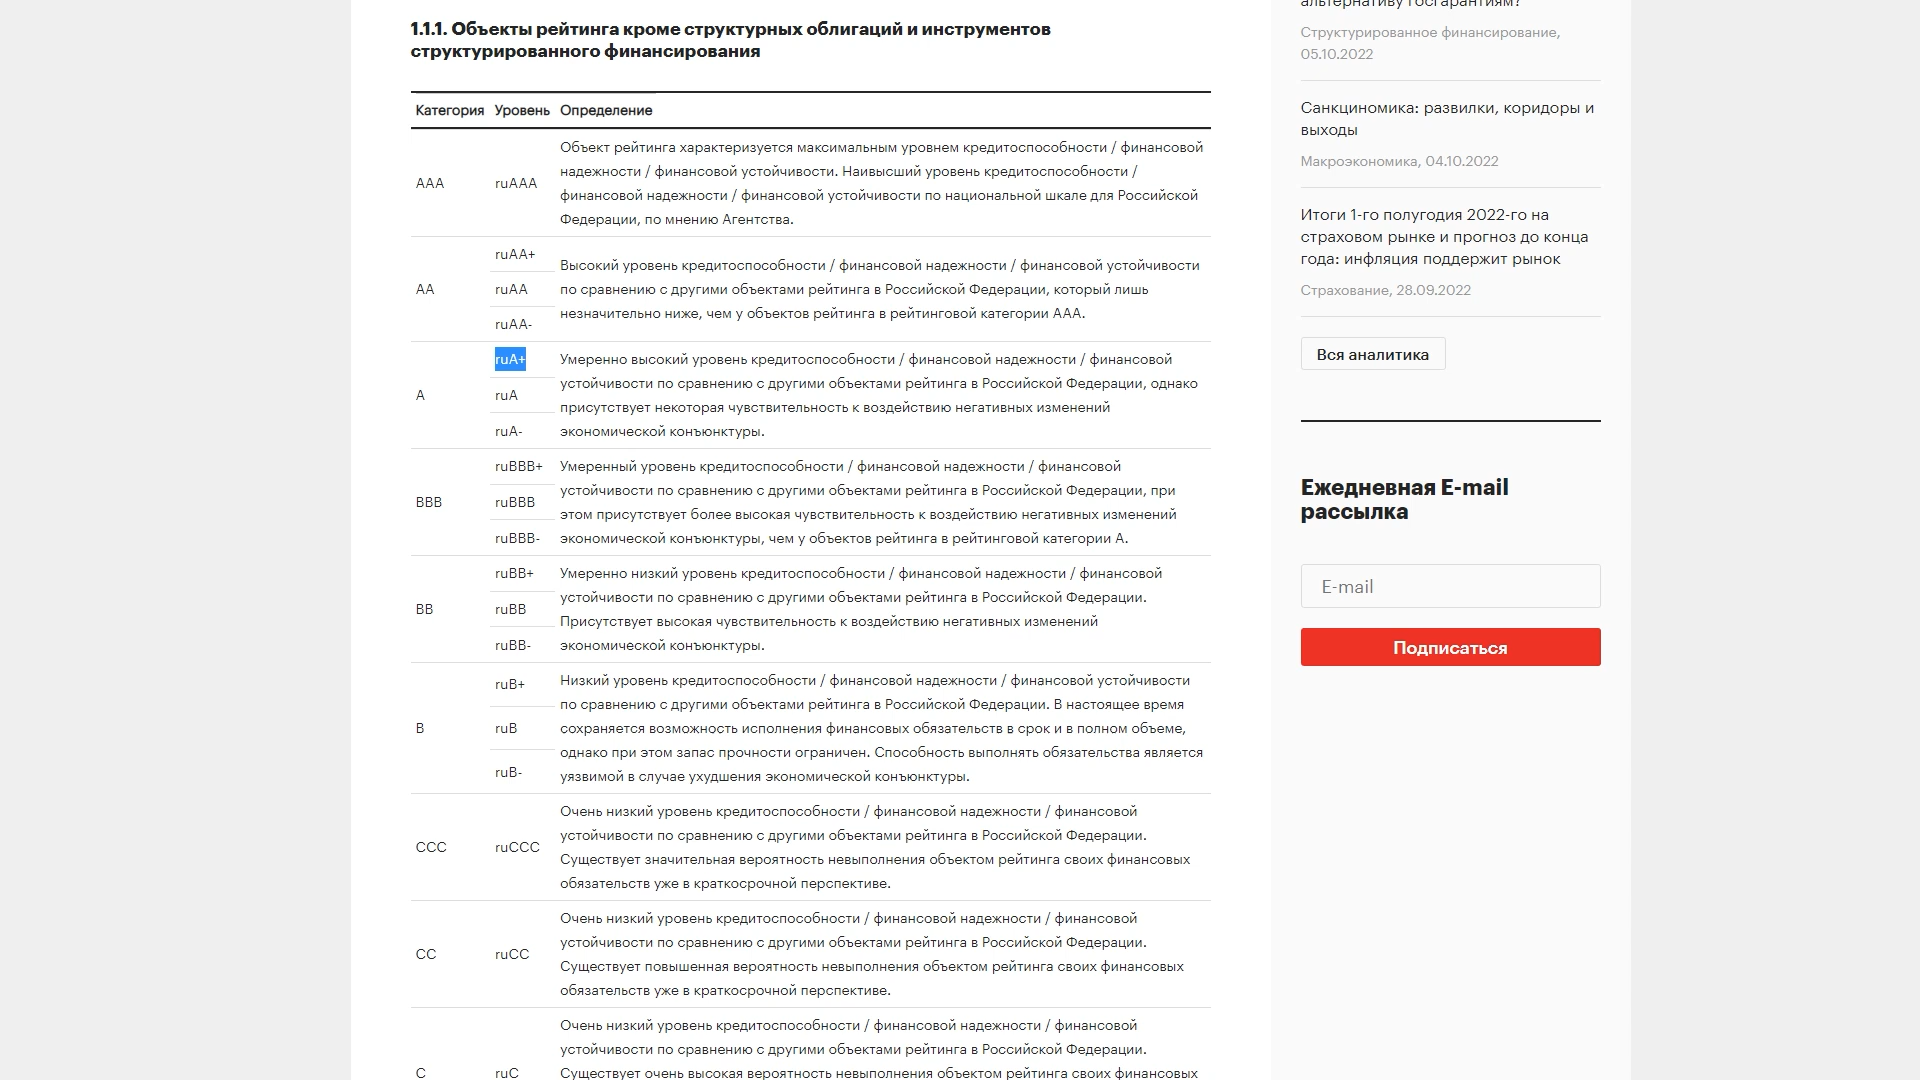 1.1.1. Объекты рейтинга кроме структурных облигаций и инструментов
структурированного финансирования
Категория Уровень Определение
AAA
ruAAA
Объект рейтинга характеризуется максимальным уровнем кредитоспособности / финансовой
надежности / финансовой устойчивости. Наивысший уровень кредитоспособности /
финансовой надежности / финансовой устойчивости по национальной шкале для Российской
Федерации, по мнению Агентства.
AA
ruAA+
ruAA
ruAA-
Высокий уровень кредитоспособности / финансовой надежности / финансовой устойчивости
по сравнению с другими объектами рейтинга в Российской Федерации, который лишь
незначительно ниже, чем у объектов рейтинга в рейтинговой категории AAA.
A
ruA+
ruA
ruA-
Умеренно высокий уровень кредитоспособности / финансовой надежности / финансовой
устойчивости по сравнению с другими объектами рейтинга в Российской Федерации, однако
присутствует некоторая чувствительность к воздействию негативных изменений
экономической конъюнктуры.
BBB
ruBBB+
ruBBB
ruBBB-
Умеренный уровень кредитоспособности / финансовой надежности / финансовой
устойчивости по сравнению с другими объектами рейтинга в Российской Федерации, при
этом присутствует более высокая чувствительность к воздействию негативных изменений
экономической конъюнктуры, чем у объектов рейтинга в рейтинговой категории A.
BB
ruBB+
ruBB
ruBB-
Умеренно низкий уровень кредитоспособности / финансовой надежности / финансовой
устойчивости по сравнению с другими объектами рейтинга в Российской Федерации.
Присутствует высокая чувствительность к воздействию негативных изменений
экономической конъюнктуры.
B
ruB+
ruB
ruB-
Низкий уровень кредитоспособности / финансовой надежности / финансовой устойчивости
по сравнению с другими объектами рейтинга в Российской Федерации. В настоящее время
сохраняется возможность исполнения финансовых обязательств в срок и в полном объеме,
однако при этом запас прочности ограничен. Способность выполнять обязательства является
уязвимой в случае ухудшения экономической конъюнктуры.
CCC
ruCCC
Очень низкий уровень кредитоспособности / финансовой надежности / финансовой
устойчивости по сравнению с другими объектами рейтинга в Российской Федерации.
Существует значительная вероятность невыполнения объектом рейтинга своих финансовых
обязательств уже в краткосрочной перспективе.
CC
ruCC
Очень низкий уровень кредитоспособности / финансовой надежности / финансовой
устойчивости по сравнению с другими объектами рейтинга в Российской Федерации.
Существует повышенная вероятность невыполнения объектом рейтинга своих финансовых
обязательств уже в краткосрочной перспективе.
C
ruC
Очень низкий уровень кредитоспособности / финансовой надежности / финансовой
устойчивости по сравнению с другими объектами рейтинга в Российской Федерации.
Существует очень высокая вероятность невыполнения объектом рейтинга своих финансовых
альтернативу госгарантиям?
Структурированное финансирование,
05.10.2022
Санкциномика: развилки, коридоры и
выходы
Макроэкономика, 04.10.2022
Итоги 1-го полугодия 2022-го на
страховом рынке и прогноз до конца
года: инфляция поддержит рынок
Страхование, 28.09.2022
Вся аналитика
Ежедневная E-mail
рассылка
E-mail
Подписаться